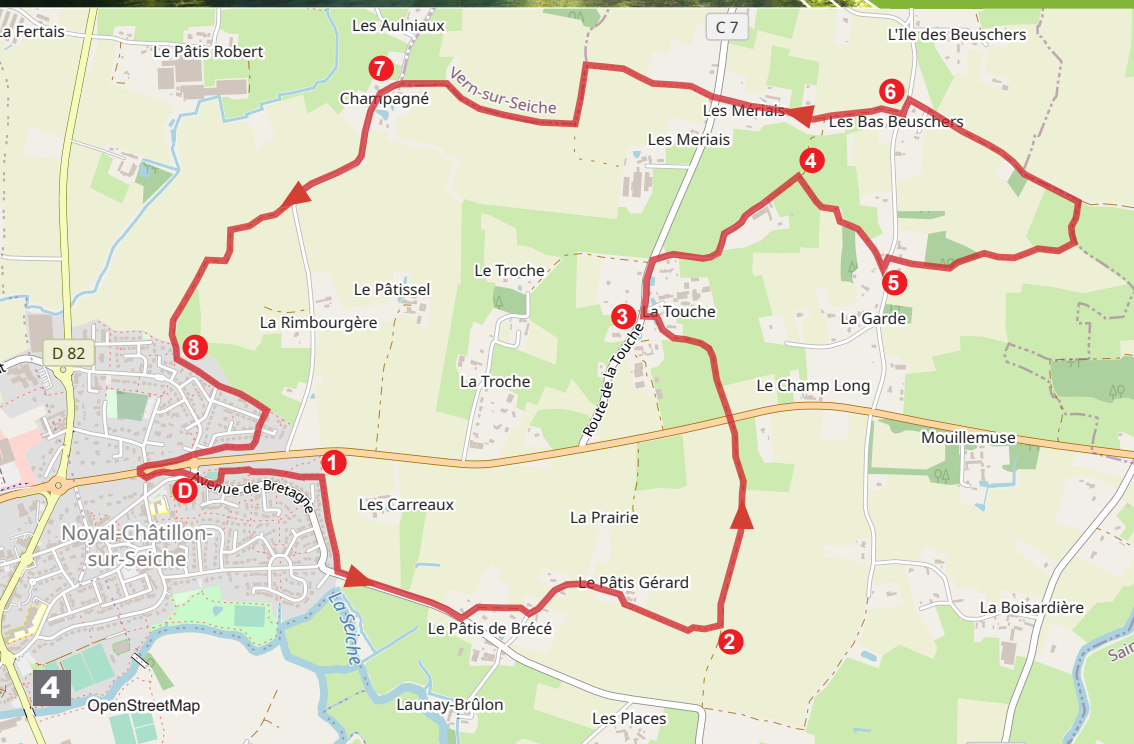 La Fertais
Les Aulniaux
C 7
L'Ile des Beuschers
Le Pâtis Robert
7
Vern-sur-Seiche
Champagné
6
Les Mériais
Les Bas Beuschers
Les Meriais
4
Le Troche
Le Pâtissel
5
La Rimbourgère
3
La Touche
La Garde
8
D 82
Route de la Touche
La Troche
Le Champ Long
Mouillemuse
1
D
Avenue de Bretagne
Les Carreaux
La Prairie
Noyal-Châtillon-
sur-Seiche
Le Pâtis Gérard
La Seiche
La Boisardière
Le Pâtis de Brécé
2
4
OpenStreetMap
Launay-Brûlon
Les Places